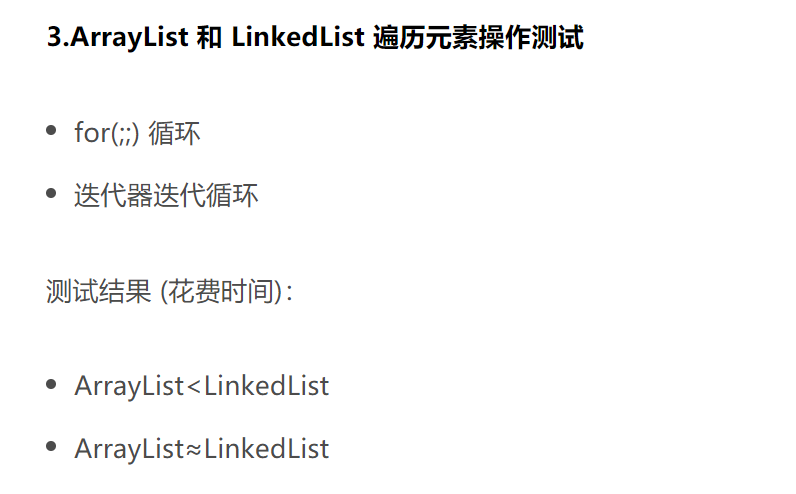 3.ArrayList 和 LinkedList 遍历元素操作测试
for(;;) 循环
迭代器迭代循环
测试结果 (花费时间)：
ArrayList<LinkedList
ArrayList≈LinkedList